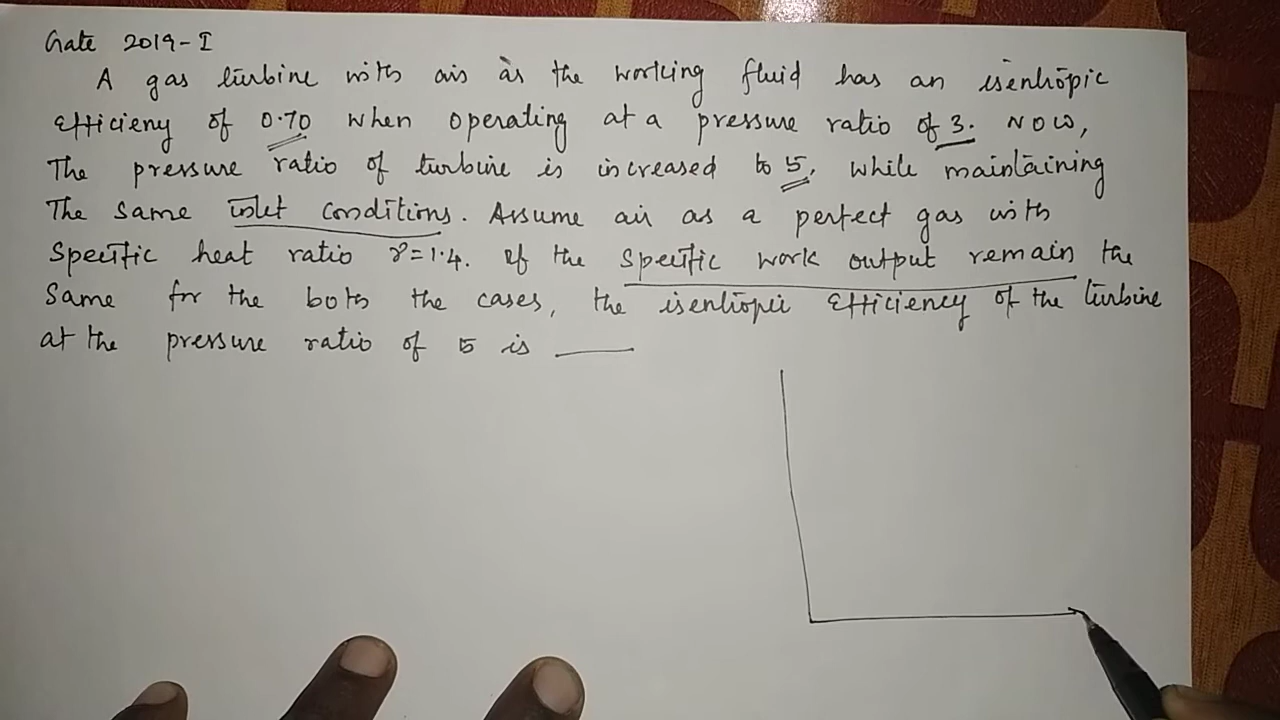 Gate 2019-I
A gas turbine with air as the working fluid has an isentropic
efficieny of 0.70 when operating at a pressure ratio of 3. Now,
The pressure ratio of turbine is increased to 5, while maintaining
The same inlet conditions. Assume air as a perfect gas with
Specific heat ratio γ=1.4. If the specific work output remain the
Same for the both the cases, the isentropic Efficiency of the turbine
at the pressure ratio of 5 is ____